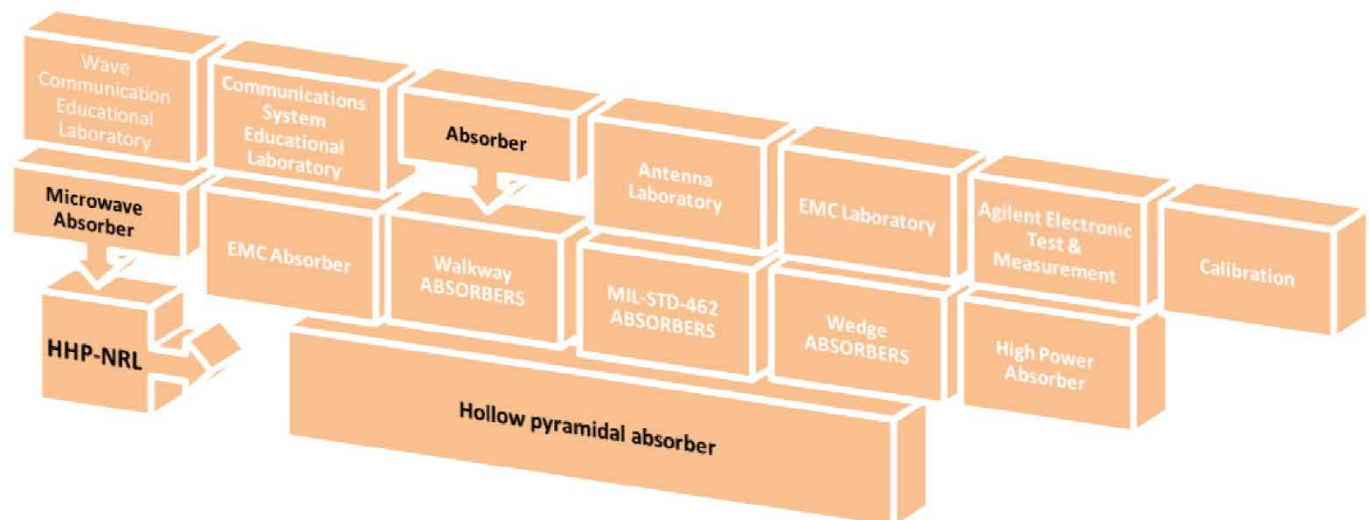 Wave
Communication
Educational
Laboratory
Communications
System
Educational
Laboratory
Absorber
Antenna
Laboratory
EMC Laboratory
Agilent Electronic
Test &
Measurement
Calibration
Microwave
Absorber
EMC Absorber
Walkway
ABSORBERS
MIL-STD-462
ABSORBERS
Wedge
ABSORBERS
High Power
Absorber
HHP-NRL
Hollow pyramidal absorber